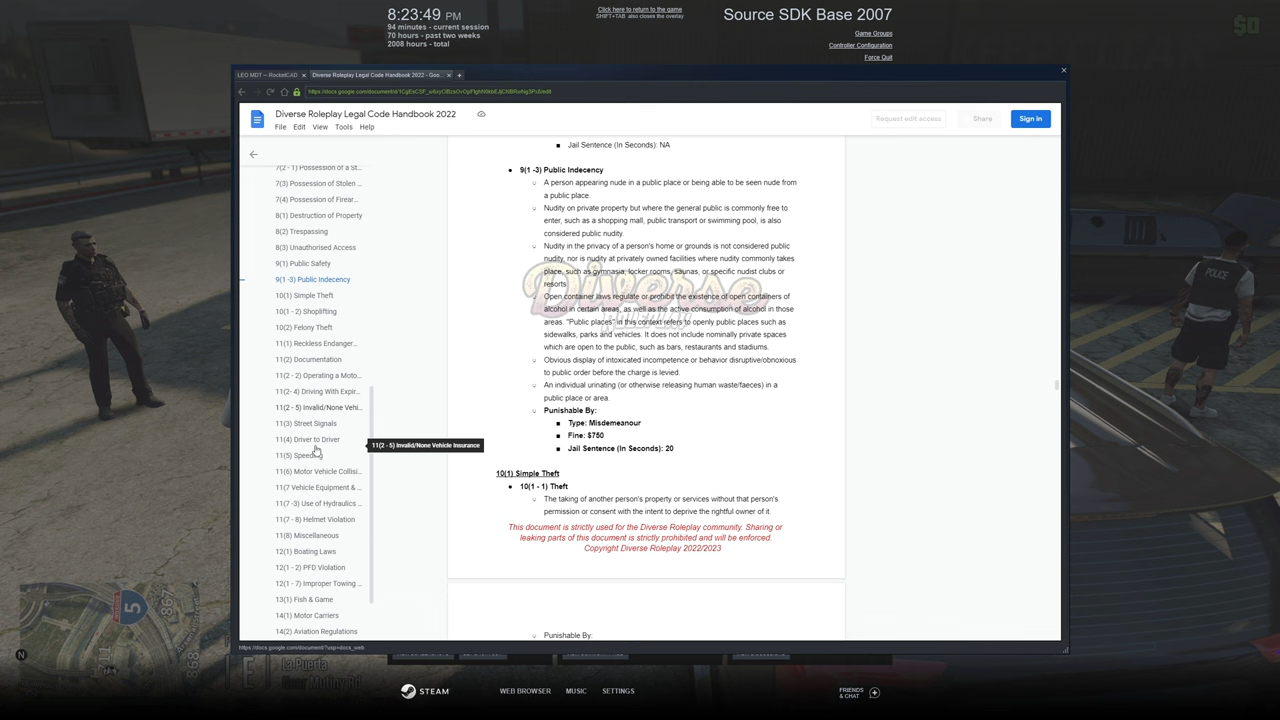 8:23:49 PM
94 minutes - current session
70 hours - past two weeks
2008 hours - total
Click here to return to the game
SHIFT+TAB also closes the overlay
Source SDK Base 2007
Game Groups
Controller Configuration
Force Quit
$0
LEO MDT – RocketCAD
Diverse Roleplay Legal Code Handbook 2022 - Goo...
Diverse Roleplay Legal Code Handbook 2022
File Edit View Tools Help
Request edit access
Share
Sign in
7(2 - 1) Possession of a St...
7(3) Possession of Stolen ...
7(4) Possession of Firear...
8(1) Destruction of Property
8(2) Trespassing
8(3) Unauthorised Access
9(1) Public Safety
9(1 -3) Public Indecency
10(1) Simple Theft
10(1 - 2) Shoplifting
10(2) Felony Theft
11(1) Reckless Endanger...
11(2) Documentation
11(2 - 2) Operating a Moto...
11(2- 4) Driving With Expir...
11(2 - 5) Invalid/None Vehi...
11(3) Street Signals
11(4) Driver to Driver
11(5) Speeding
11(6) Motor Vehicle Collisi...
11(7 Vehicle Equipment & ...
11(7 -3) Use of Hydraulics ...
11(7 - 8) Helmet Violation
11(8) Miscellaneous
12(1) Boating Laws
12(1 - 2) PFD Violation
12(1 - 7) Improper Towing ...
13(1) Fish & Game
14(1) Motor Carriers
14(2) Aviation Regulations
11(2 - 5) Invalid/None Vehicle Insurance
Jail Sentence (In Seconds): NA
9(1 -3) Public Indecency
A person appearing nude in a public place or being able to be seen nude from
a public place.
Nudity on private property but where the general public is commonly free to
enter, such as a shopping mall, public transport or swimming pool, is also
considered public nudity.
Nudity in the privacy of a person's home or grounds is not considered public
nudity, nor is nudity at privately owned facilities where nudity commonly takes
place, such as gymnasia, locker rooms, saunas, or specific nudist clubs or
resorts.
Open container laws regulate or prohibit the existence of open containers of
alcohol in certain areas, as well as the active consumption of alcohol in those
areas. "Public places" in this context refers to openly public places such as
sidewalks, parks and vehicles. It does not include nominally private spaces
which are open to the public, such as bars, restaurants and stadiums.
Obvious display of intoxicated incompetence or behavior disruptive/obnoxious
to public order before the charge is levied.
An individual urinating (or otherwise releasing human waste/faeces) in a
public place or area.
Punishable By:
Type: Misdemeanour
Fine: $750
Jail Sentence (In Seconds): 20
10(1) Simple Theft
10(1 - 1) Theft
The taking of another person's property or services without that person's
permission or consent with the intent to deprive the rightful owner of it.
This document is strictly used for the Diverse Roleplay community. Sharing or
leaking parts of this document is strictly prohibited and will be enforced.
Copyright Diverse Roleplay 2022/2023
Punishable By:
Diverse
ROLEPLAY
POLICE
https://docs.google.com/document/?usp=docs_web
5
867
868
N
E
La Puerta
STEAM
WEB BROWSER
MUSIC
SETTINGS
FRIENDS
& CHAT